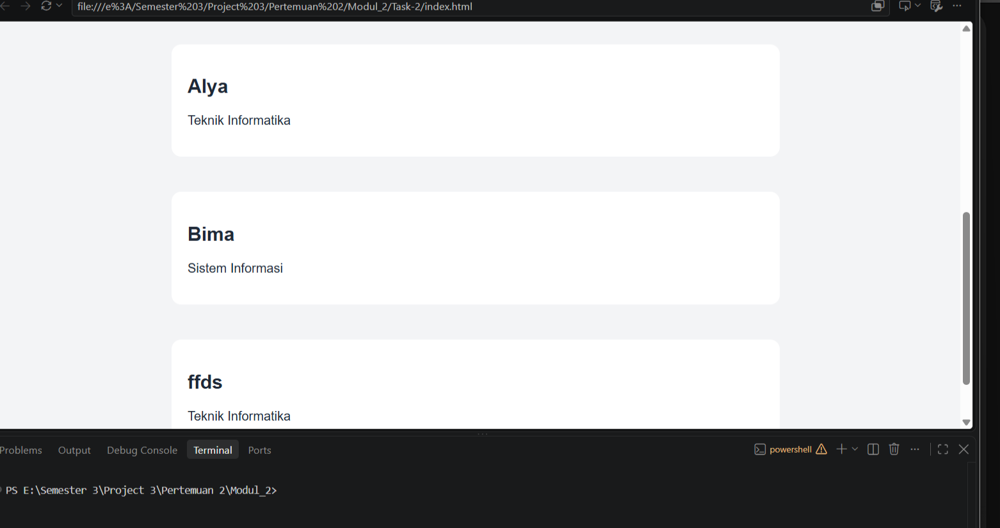 file:///e%3A/Semester%203/Project%203/Pertemuan%202/Modul_2/Task-2/index.html
Alya
Teknik Informatika
Bima
Sistem Informasi
ffds
Teknik Informatika
Problems Output Debug Console Terminal Ports powershell
PS E:\Semester 3\Project 3\Pertemuan 2\Modul_2>